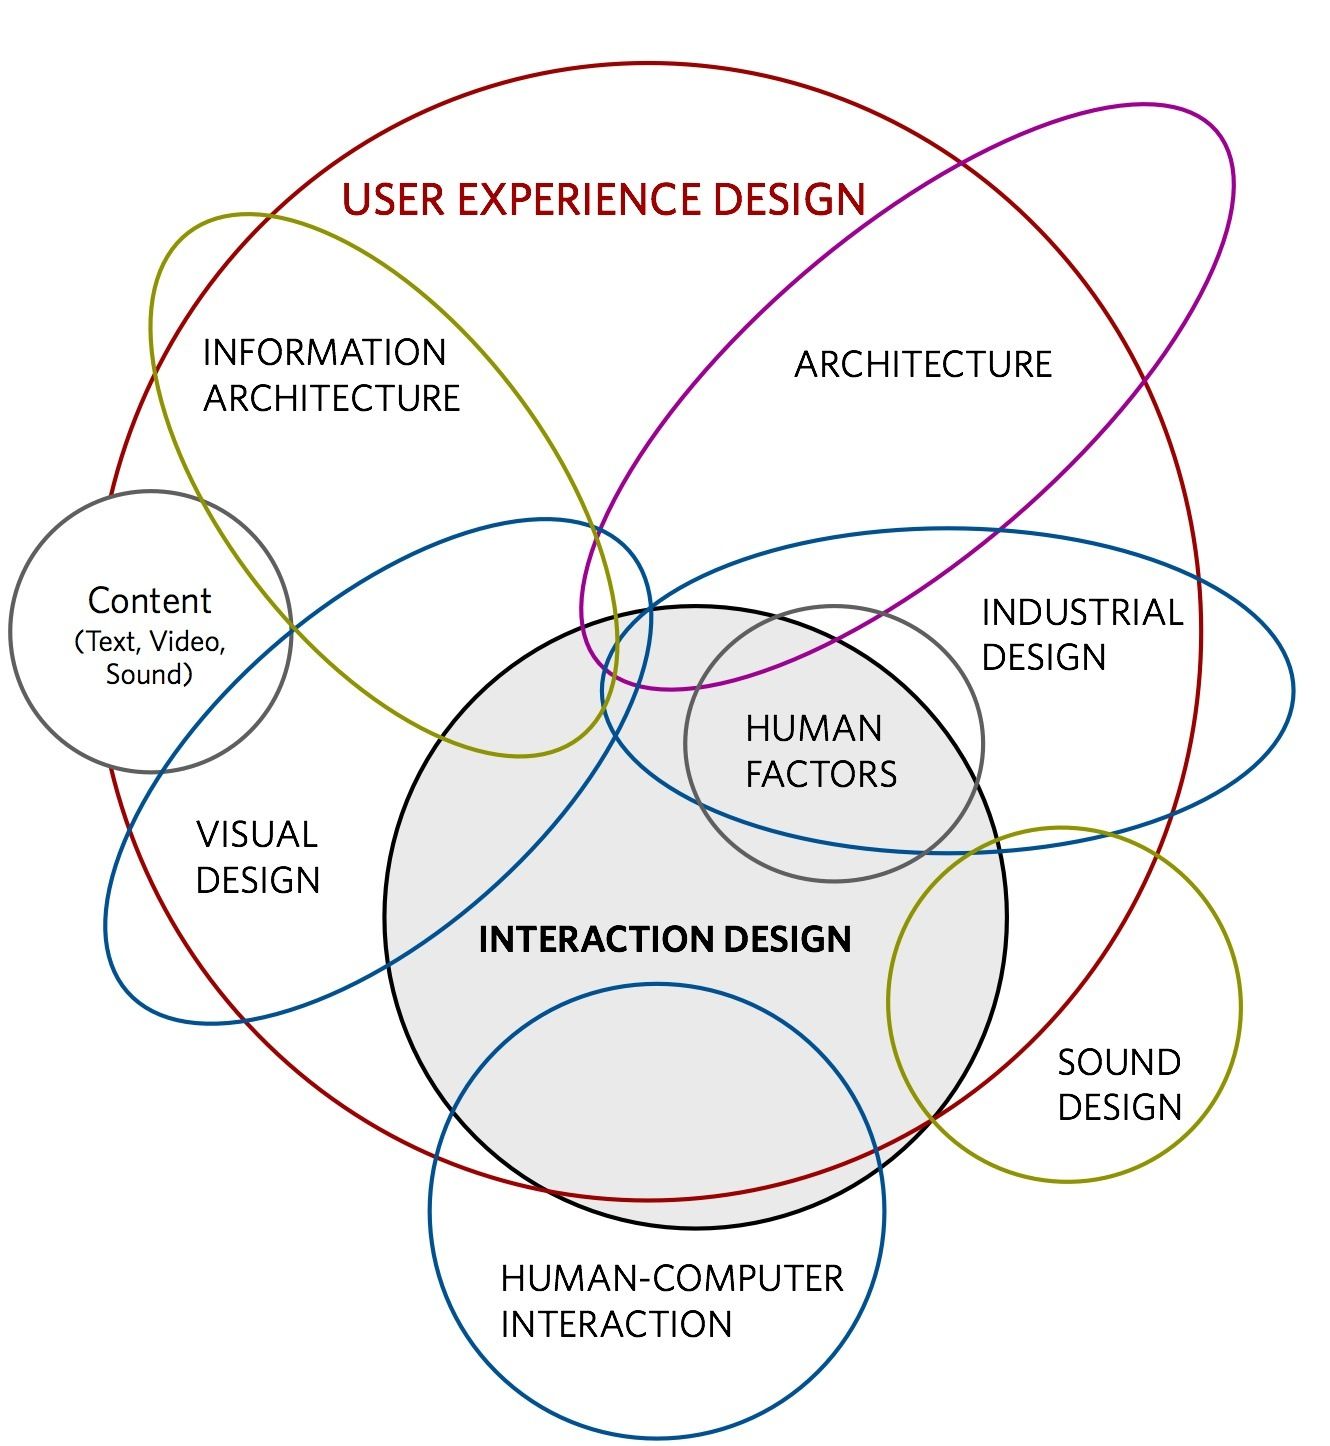 USER EXPERIENCE DESIGN
INFORMATION
ARCHITECTURE
ARCHITECTURE
Content
(Text, Video,
Sound)
INDUSTRIAL
DESIGN
HUMAN
FACTORS
VISUAL
DESIGN
INTERACTION DESIGN
SOUND
DESIGN
HUMAN-COMPUTER
INTERACTION